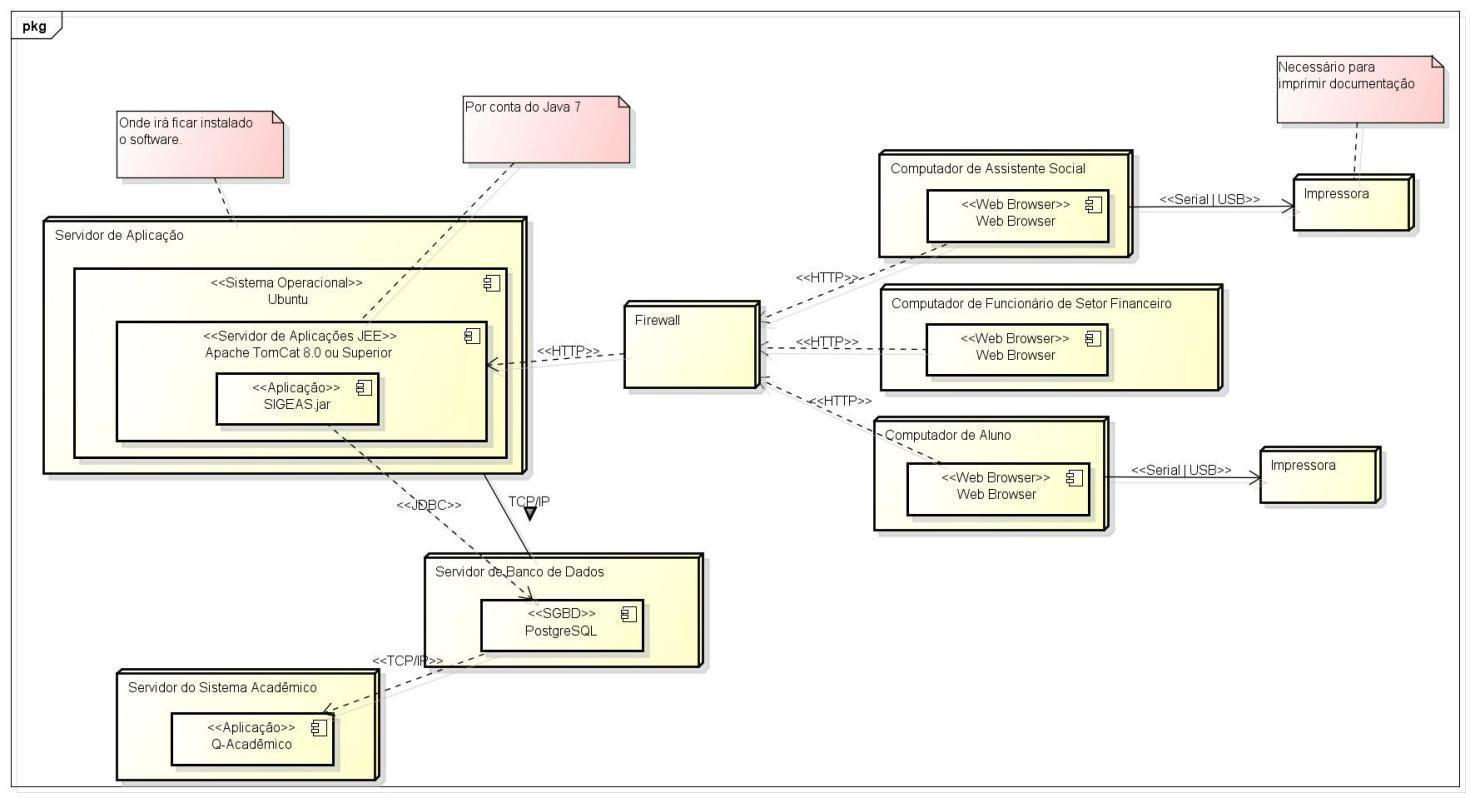 pkg
Onde irá ficar instalado
o software.
Por conta do Java 7
Necessário para
imprimir documentação
Servidor de Aplicação
<<Sistema Operacional>>
Ubuntu
<<Servidor de Aplicações JEE>>
Apache TomCat 8.0 ou Superior
<<Aplicação>>
SIGEAS.jar
<<HTTP>>
Firewall
<<HTTP>>
<<HTTP>>
<<HTTP>>
Computador de Assistente Social
<<Web Browser>>
Web Browser
<<Serial | USB>>
Impressora
Computador de Funcionário de Setor Financeiro
<<Web Browser>>
Web Browser
Computador de Aluno
<<Web Browser>>
Web Browser
<<Serial | USB>>
Impressora
<<JDBC>>
TCP/IP
Servidor de Banco de Dados
<<SGBD>>
PostgreSQL
<<TCP/IP>>
Servidor do Sistema Acadêmico
<<Aplicação>>
Q-Acadêmico